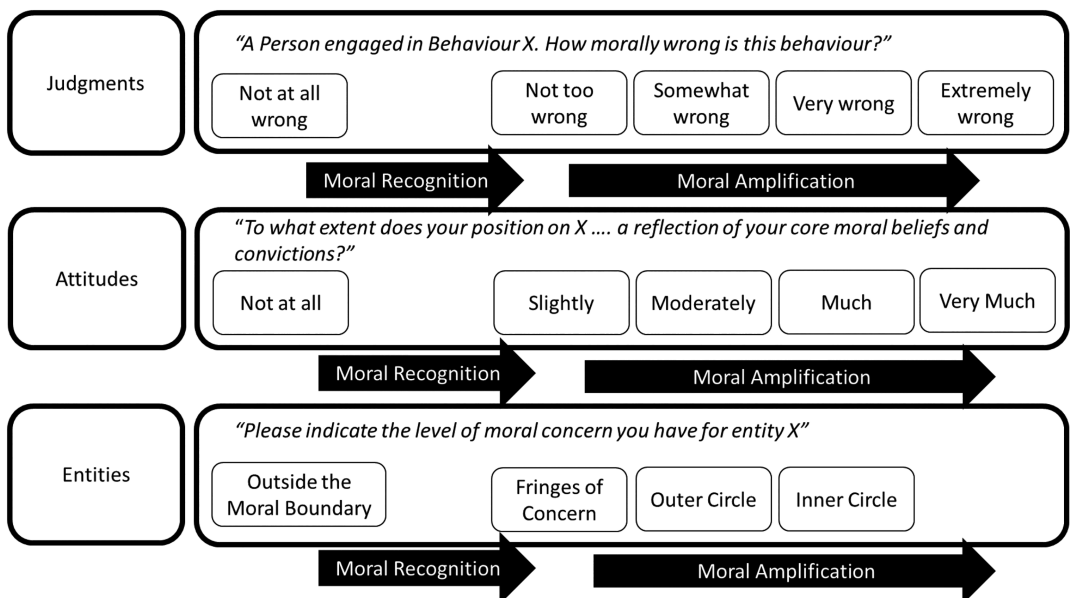 Judgments
“A Person engaged in Behaviour X. How morally wrong is this behaviour?”
Not at all
wrong
Not too
wrong
Somewhat
wrong
Very wrong
Extremely
wrong
Moral Recognition
Moral Amplification
Attitudes
“To what extent does your position on X .... a reflection of your core moral beliefs and
convictions?”
Not at all
Slightly
Moderately
Much
Very Much
Moral Recognition
Moral Amplification
Entities
“Please indicate the level of moral concern you have for entity X”
Outside the
Moral Boundary
Fringes of
Concern
Outer Circle
Inner Circle
Moral Recognition
Moral Amplification